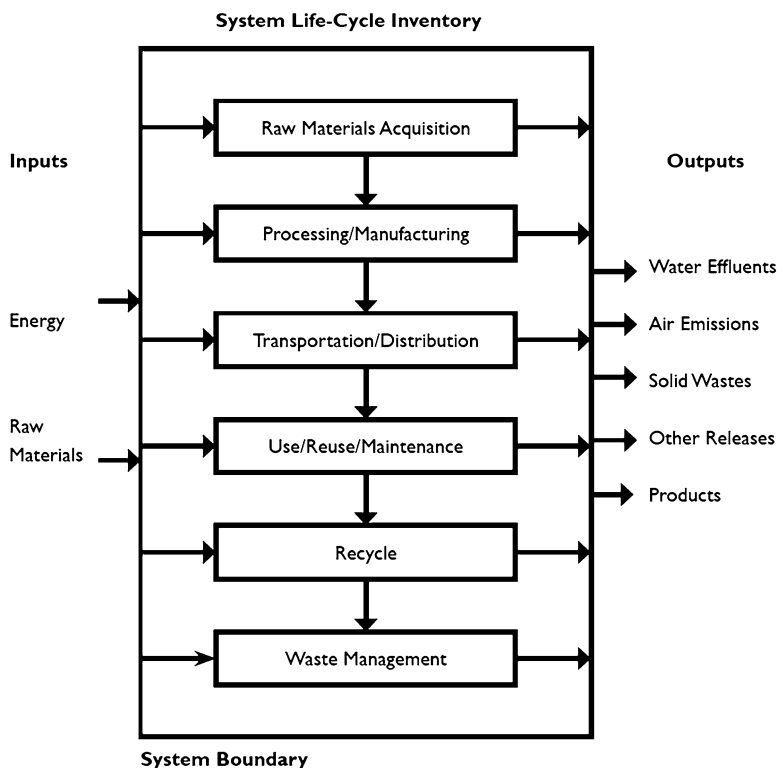 System Life-Cycle Inventory
Inputs
Energy
Raw
Materials
Raw Materials Acquisition
Processing/Manufacturing
Transportation/Distribution
Use/Reuse/Maintenance
Recycle
Waste Management
Outputs
Water Effluents
Air Emissions
Solid Wastes
Other Releases
Products
System Boundary